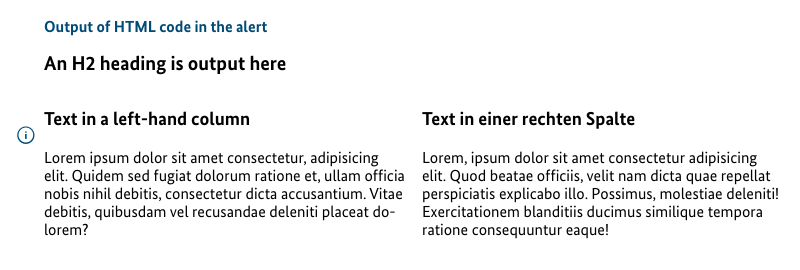 Output of HTML code in the alert
An H2 heading is output here
Text in a left-hand column
Lorem ipsum dolor sit amet consectetur, adipisicing
elit. Quidem sed fugiat dolorum ratione et, ullam officia
nobis nihil debitis, consectetur dicta accusantium. Vitae
debitis, quibusdam vel recusandae deleniti placeat do-
lorem?
Text in einer rechten Spalte
Lorem, ipsum dolor sit amet consectetur adipisicing
elit. Quod beatae officiis, velit nam dicta quae repellat
perspiciatis explicabo illo. Possimus, molestiae deleniti!
Exercitationem blanditiis ducimus similique tempora
ratione consequuntur eaque!